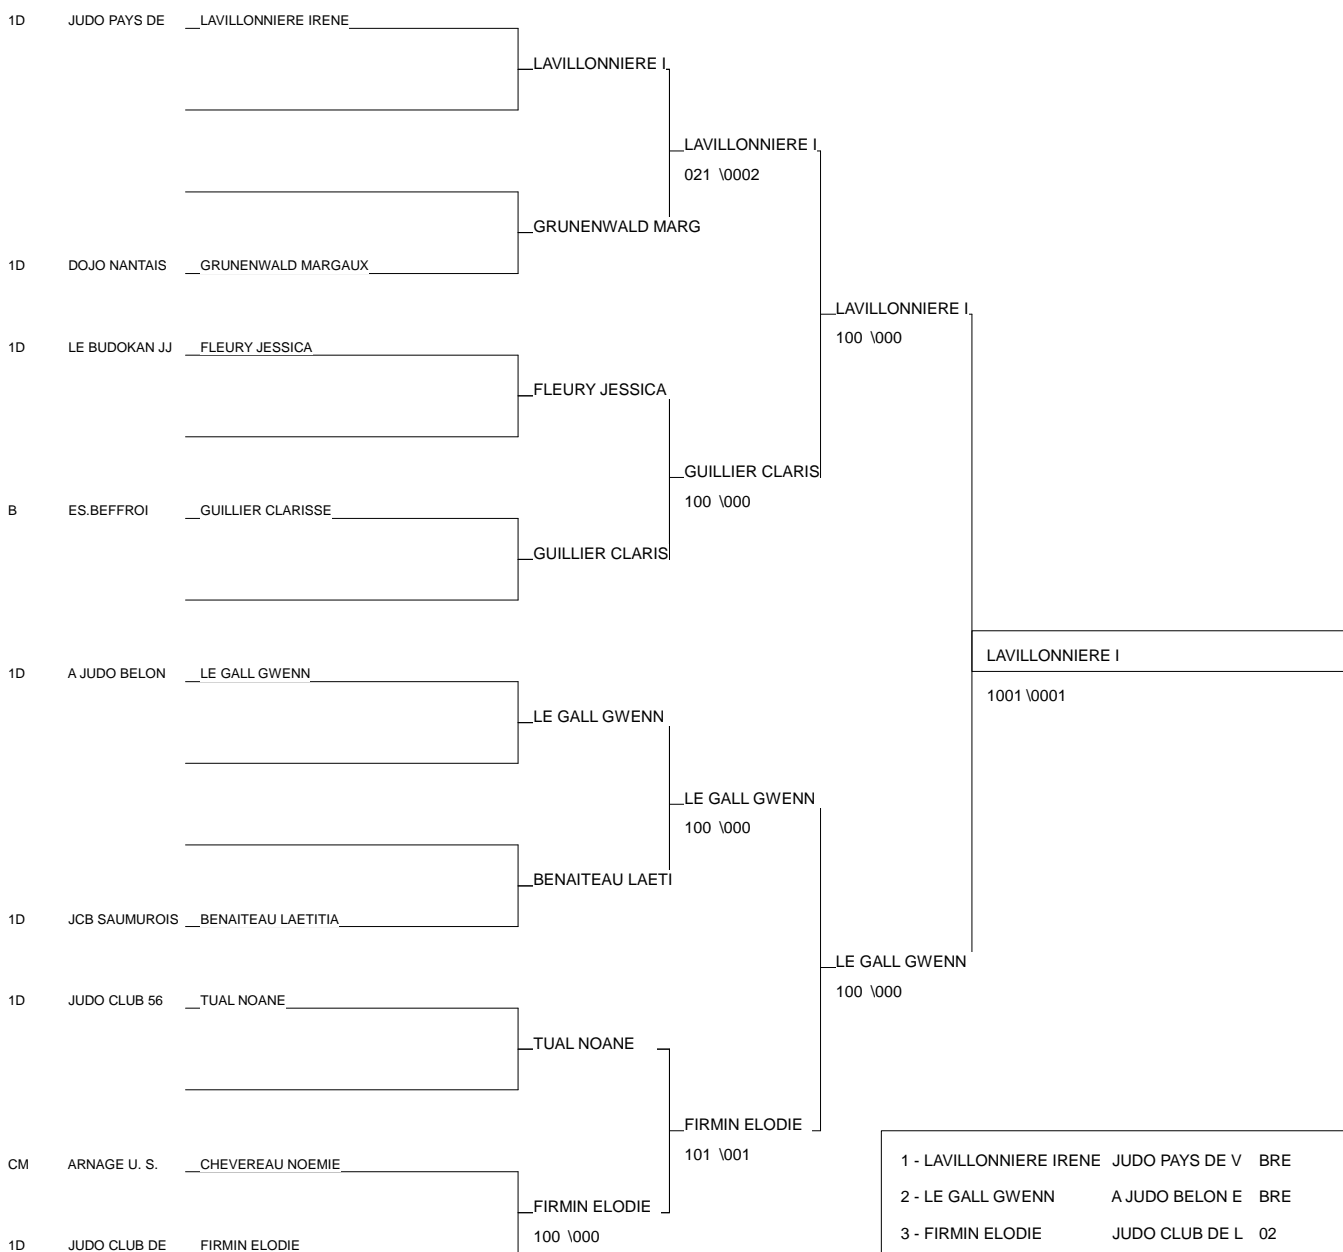 1D JUDO PAYS DE LAVILLONNIERE IRENE
LAVILLONNIERE I
LAVILLONNIERE I
021 \0002
GRUNENWALD MARG
1D DOJO NANTAIS GRUNENWALD MARGAUX
LAVILLONNIERE I
100 \000
1D LE BUDOKAN JJ FLEURY JESSICA
FLEURY JESSICA
GUILLIER CLARIS
100 \000
B ES.BEFFROI GUILLIER CLARISSE
GUILLIER CLARIS
LAVILLONNIERE I
1001 \0001
1D A JUDO BELON LE GALL GWENN
LE GALL GWENN
LE GALL GWENN
100 \000
BENAITEAU LAETI
1D JCB SAUMUROIS BENAITEAU LAETITIA
LE GALL GWENN
100 \000
1D JUDO CLUB 56 TUAL NOANE
TUAL NOANE
FIRMIN ELODIE
101 \001
CM ARNAGE U. S. CHEVEREAU NOEMIE
FIRMIN ELODIE
100 \000
1D JUDO CLUB DE FIRMIN ELODIE
1 - LAVILLONNIERE IRENE JUDO PAYS DE V BRE
2 - LE GALL GWENN A JUDO BELON E BRE
3 - FIRMIN ELODIE JUDO CLUB DE L 02